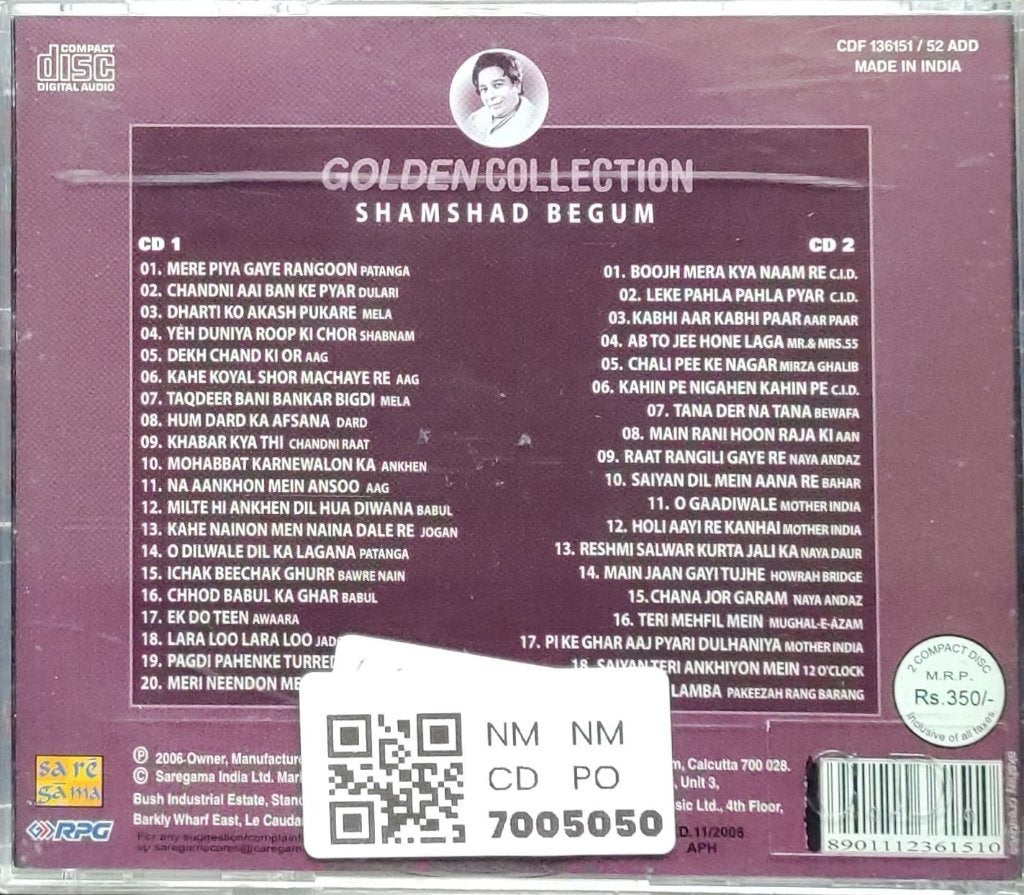 COMPACT
disc
DIGITAL AUDIO
CDF 136151 / 52 ADD
MADE IN INDIA
GOLDEN COLLECTION
SHAMSHAD BEGUM
CD 1
01. MERE PIYA GAYE RANGOON PATANGA
02. CHANDNI AAI BAN KE PYAR DULARI
03. DHARTI KO AKASH PUKARE MELA
04. YEH DUNIYA ROOP KI CHOR SHABNAM
05. DEKH CHAND KI OR AAG
06. KAHE KOYAL SHOR MACHAYE RE AAG
07. TAQDEER BANI BANKAR BIGDI MELA
08. HUM DARD KA AFSANA DARD
09. KHABAR KYA THI CHANDNI RAAT
10. MOHABBAT KARNEWALON KA ANKHEN
11. NA AANKHON MEIN ANSOO AAG
12. MILTE HI ANKHEN DIL HUA DIWANA BABUL
13. KAHE NAINON MEN NAINA DALE RE JOGAN
14. O DILWALE DIL KA LAGANA PATANGA
15. ICHAK BEECHAK GHURR BAWRE NAIN
16. CHHOD BABUL KA GHAR BABUL
17. EK DO TEEN AWAARA
18. LARA LOO LARA LOO
19. PAGDI PAHENKE
20. MERI NEENDON
CD 2
01. BOOJH MERA KYA NAAM RE C.I.D.
02. LEKE PAHLA PAHLA PYAR C.I.D.
03. KABHI AAR KABHI PAAR AAR PAAR
04. AB TO JEE HONE LAGA MR.& MRS.55
05. CHALI PEE KE NAGAR MIRZA GHALIB
06. KAHIN PE NIGAHEN KAHIN PE C.I.D.
07. TANA DER NA TANA BEWAFA
08. MAIN RANI HOON RAJA KI AAN
09. RAAT RANGILI GAYE RE NAYA ANDAZ
10. SAIYAN DIL MEIN AANA RE BAHAR
11. O GAADIWALE MOTHER INDIA
12. HOLI AAYI RE KANHAI MOTHER INDIA
13. RESHMI SALWAR KURTA JALI KA NAYA DAUR
14. MAIN JAAN GAYI TUJHE HOWRAH BRIDGE
15. CHANA JOR GARAM NAYA ANDAZ
16. TERI MEHFIL MEIN MUGHAL-E-AZAM
17. PI KE GHAR AAJ PYARI DULHANIYA MOTHER INDIA
18. SAIYAN TERI ANKHIYON MEIN 12 O'CLOCK
LAMBA PAKEEZAH RANG BARANG
2 COMPACT DISC
M.R.P.
Rs.350/-
Inclusive of all taxes
NM NM
CD PO
7005050
sa re
ga ma
RPG
℗ 2006-Owner, Manufacture
© Saregama India Ltd.
Bush Industrial Estate,
Barkly Wharf East, Le
For any suggestion/complaint
Calcutta 700 028.
Unit 3,
Ltd., 4th Floor,
APH
8901112361510